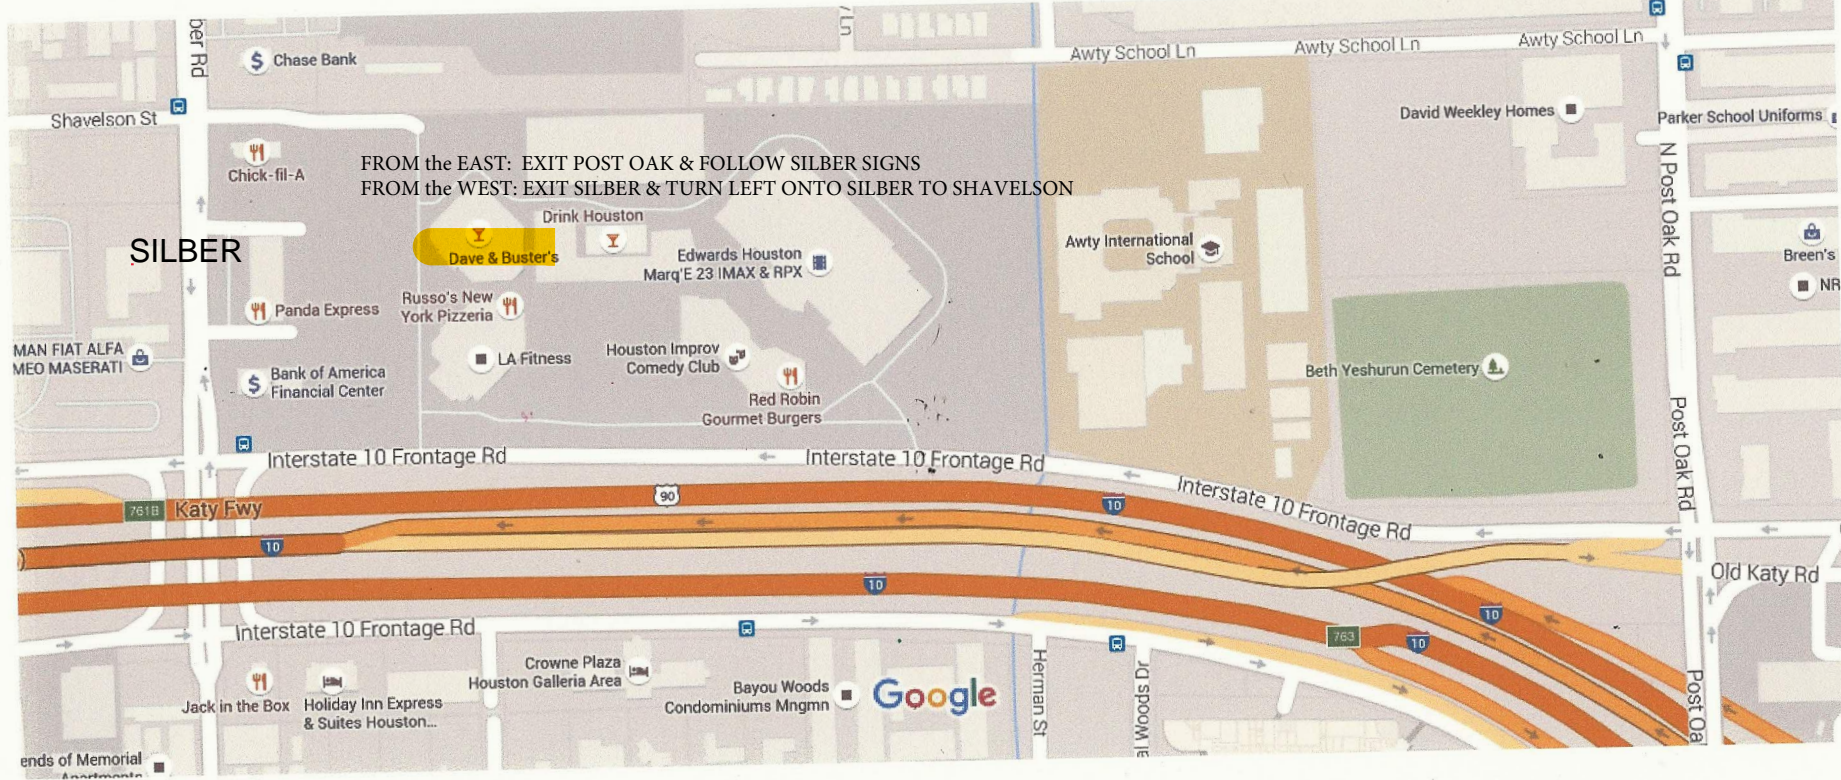 ber Rd
Chase Bank
Shavelson St
Chick-fil-A
FROM the EAST:  EXIT POST OAK & FOLLOW SILBER SIGNS
FROM the WEST: EXIT SILBER & TURN LEFT ONTO SILBER TO SHAVELSON
Awty School Ln
Awty School Ln
Awty School Ln
David Weekley Homes
Parker School Uniforms
N Post Oak Rd
SILBER
Drink Houston
Dave & Buster's
Edwards Houston
Marq'E 23 IMAX & RPX
Awty International
School
Breen's
NR
Panda Express
Russo's New
York Pizzeria
MAN FIAT ALFA
MEO MASERATI
LA Fitness
Houston Improv
Comedy Club
Bank of America
Financial Center
Red Robin
Gourmet Burgers
Beth Yeshurun Cemetery
Post Oak Rd
Interstate 10 Frontage Rd
Interstate 10 Frontage Rd
Interstate 10 Frontage Rd
761B
Katy Fwy
90
10
10
10
Old Katy Rd
10
763
10
Interstate 10 Frontage Rd
Crowne Plaza
Houston Galleria Area
Jack in the Box
Holiday Inn Express
& Suites Houston...
Bayou Woods
Condominiums Mngmn
Google
Herman St
al Woods Dr
Post Oa
ends of Memorial
Apartments